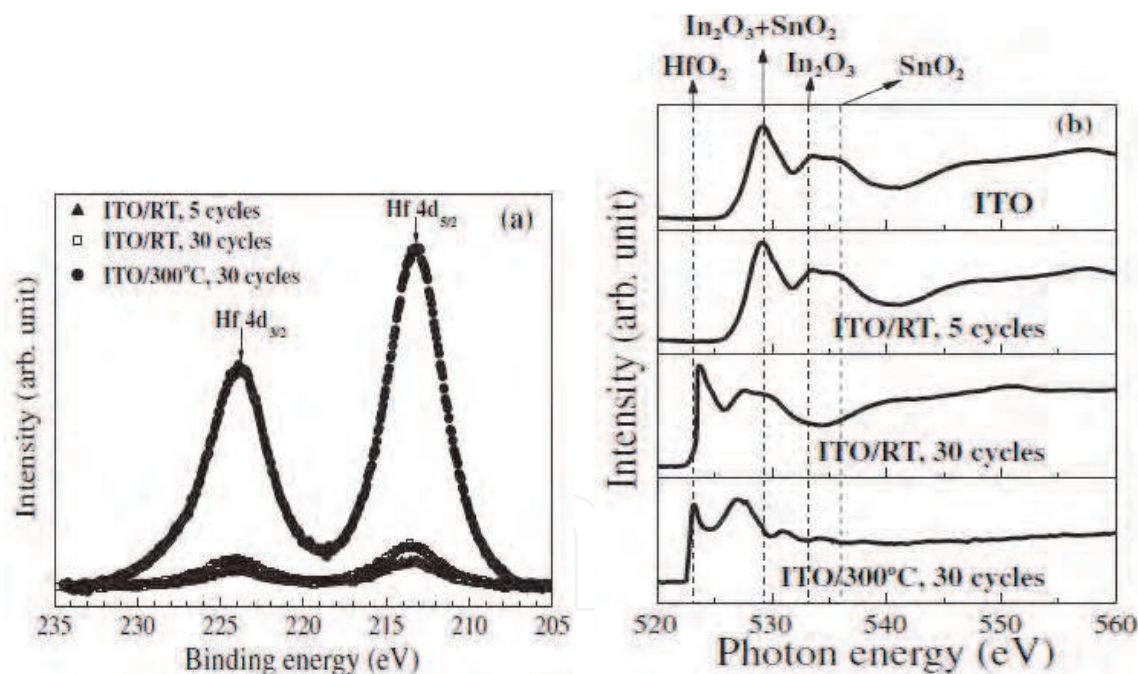 (a)
▲ ITO/RT, 5 cycles
□ ITO/RT, 30 cycles
● ITO/300°C, 30 cycles
Hf 4d₅/₂
Hf 4d₃/₂
Intensity (arb. unit)
235 230 225 220 215 210 205
Binding energy (eV)
In₂O₃+SnO₂
HfO₂
In₂O₃
SnO₂
(b)
ITO
ITO/RT, 5 cycles
ITO/RT, 30 cycles
ITO/300°C, 30 cycles
Intensity (arb. unit)
520 530 540 550 560
Photon energy (eV)